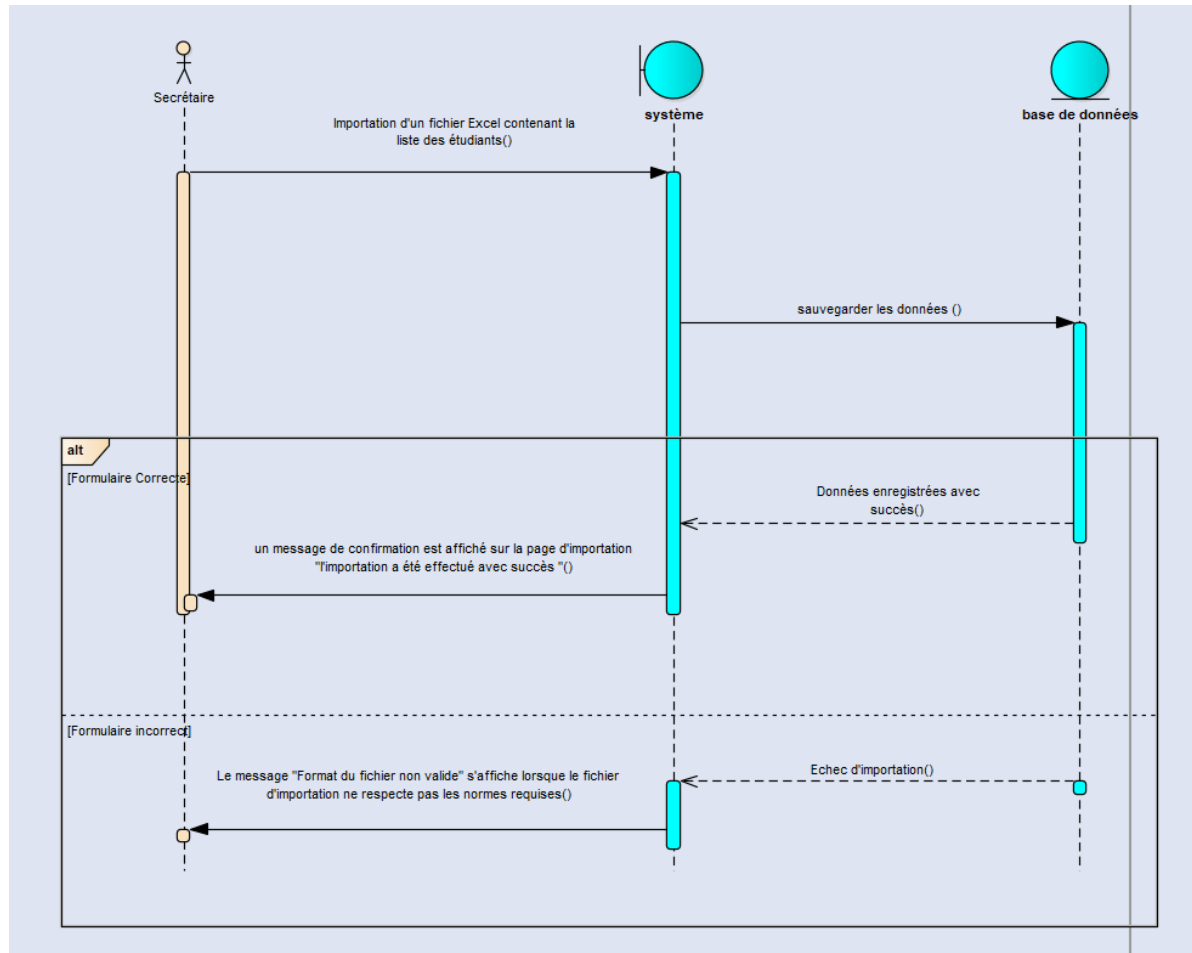 Secrétaire
système
base de données
Importation d'un fichier Excel contenant la
liste des étudiants()
sauvegarder les données ()
alt
[Formulaire Correcte]
Données enregistrées avec
succès()
un message de confirmation est affiché sur la page d'importation
"l'importation a été effectué avec succès "()
[Formulaire incorrect]
Echec d'importation()
Le message "Format du fichier non valide" s'affiche lorsque le fichier
d'importation ne respecte pas les normes requises()